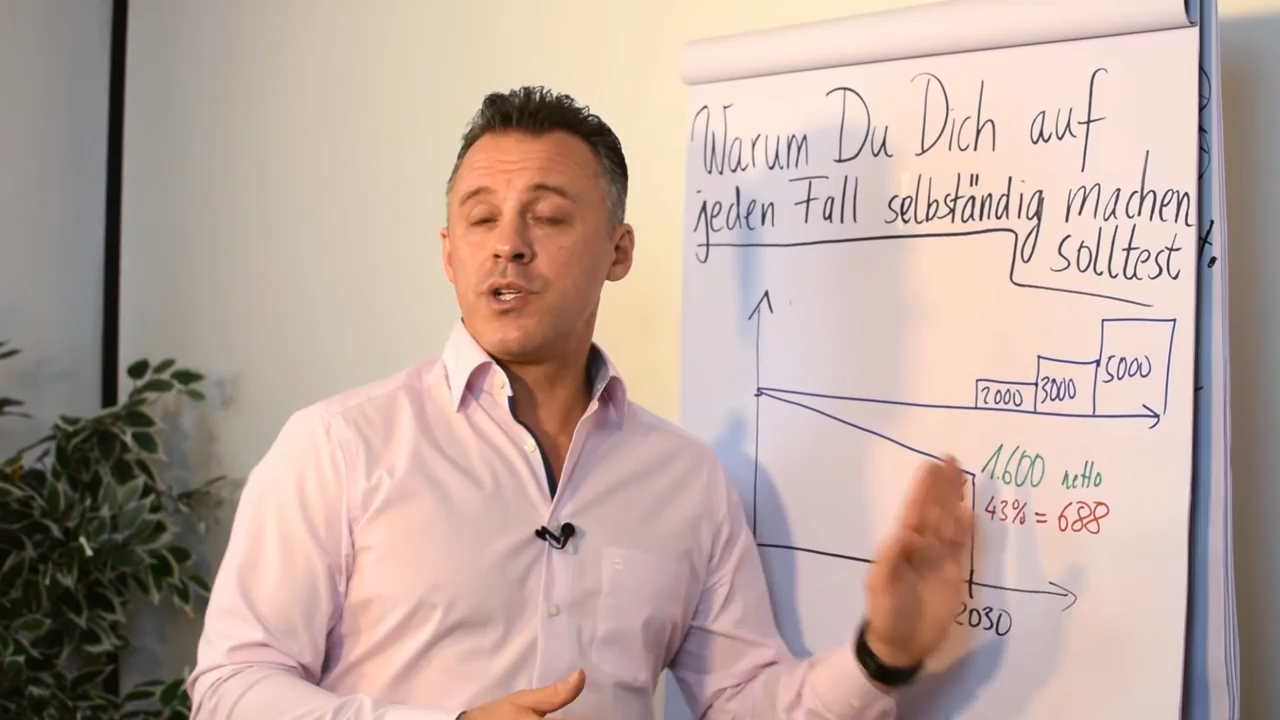 Warum Du Dich auf
jeden Fall selbständig machen
solltest
2000 3000 5000
1.600 netto
43% = 688
2030